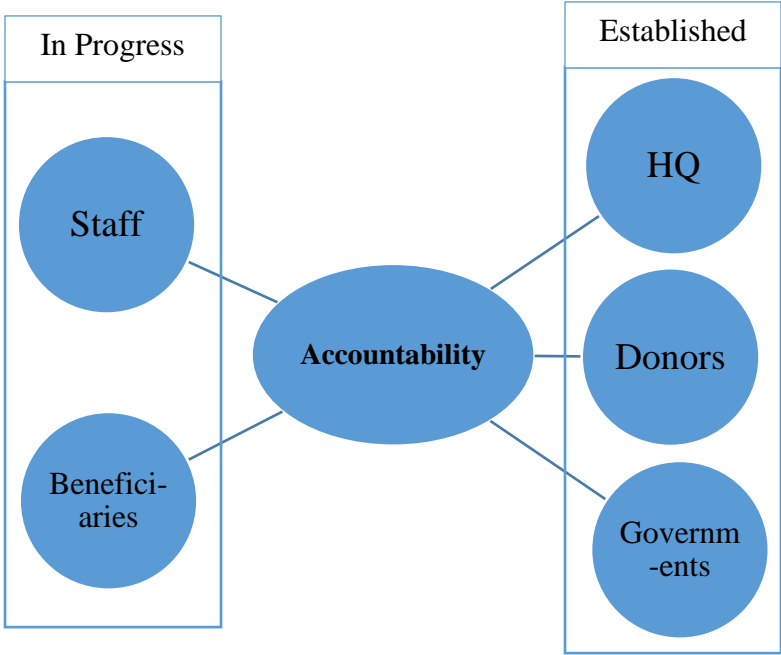 In Progress
Staff
Benefici-
aries
Accountability
Established
HQ
Donors
Governm
-ents